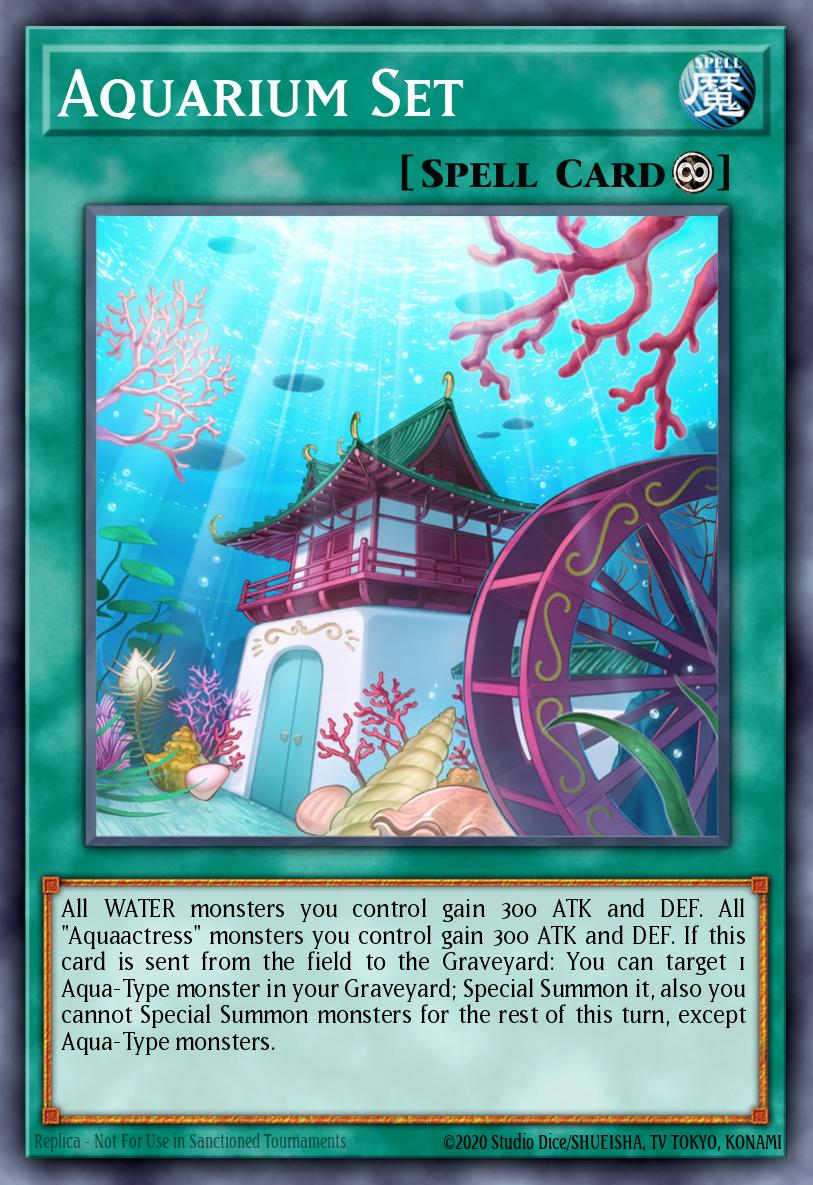 Aquarium Set
SPELL
魔
[Spell Card]
All WATER monsters you control gain 300 ATK and DEF. All
"Aquaactress" monsters you control gain 300 ATK and DEF. If this
card is sent from the field to the Graveyard: You can target 1
Aqua-Type monster in your Graveyard; Special Summon it, also you
cannot Special Summon monsters for the rest of this turn, except
Aqua-Type monsters.
Replica - Not For Use in Sanctioned Tournaments.
©2020 Studio Dice/SHUEISHA, TV TOKYO, KONAMI